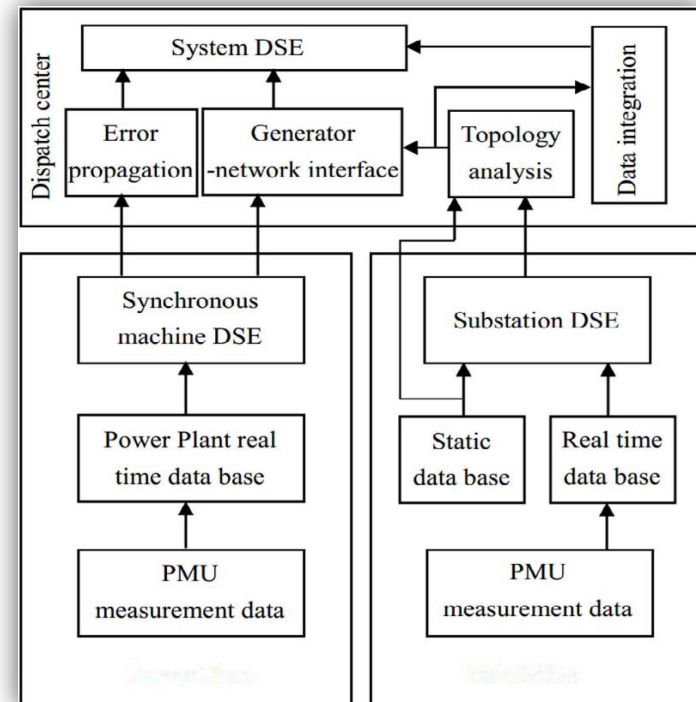 System DSE
Dispatch center
Error
propagation
Generator
-network interface
Topology
analysis
Data integration
Synchronous
machine DSE
Substation DSE
Power Plant real
time data base
Static
data base
Real time
data base
PMU
measurement data
PMU
measurement data